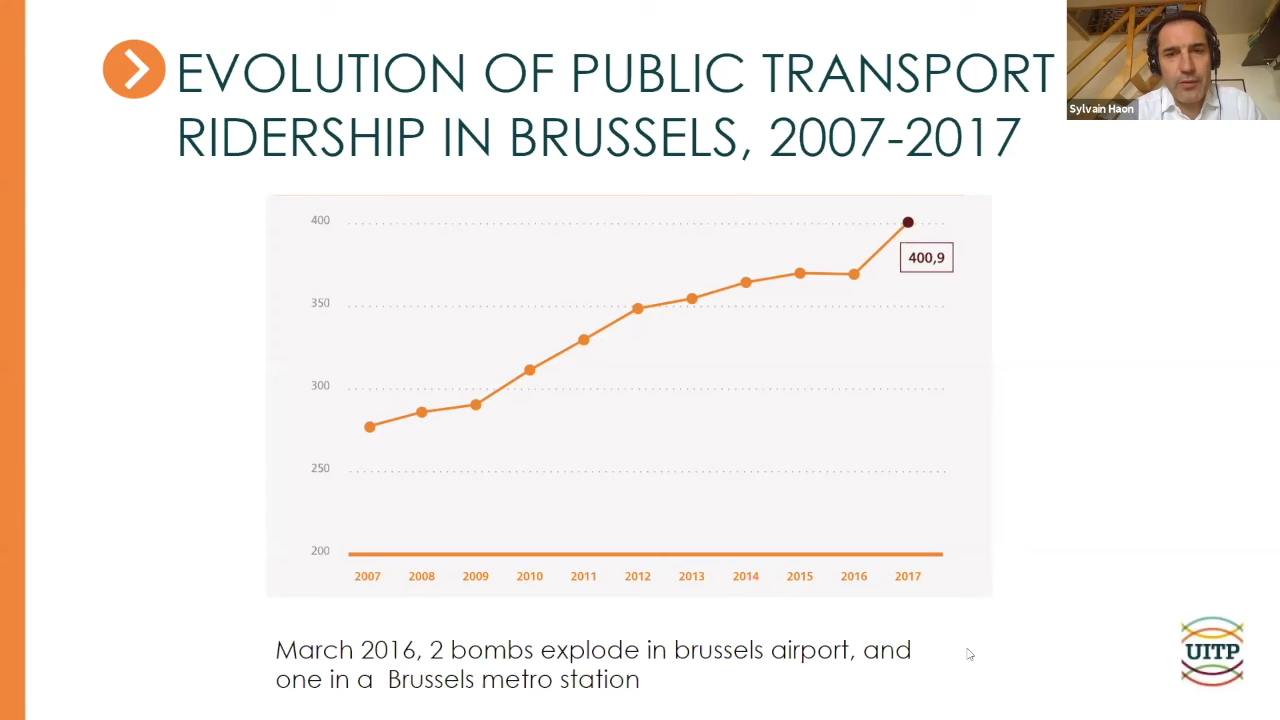 EVOLUTION OF PUBLIC TRANSPORT
RIDERSHIP IN BRUSSELS, 2007-2017
Sylvain Haon
400
400,9
350
300
250
200
2007 2008 2009 2010 2011 2012 2013 2014 2015 2016 2017
March 2016, 2 bombs explode in brussels airport, and
one in a  Brussels metro station
UITP